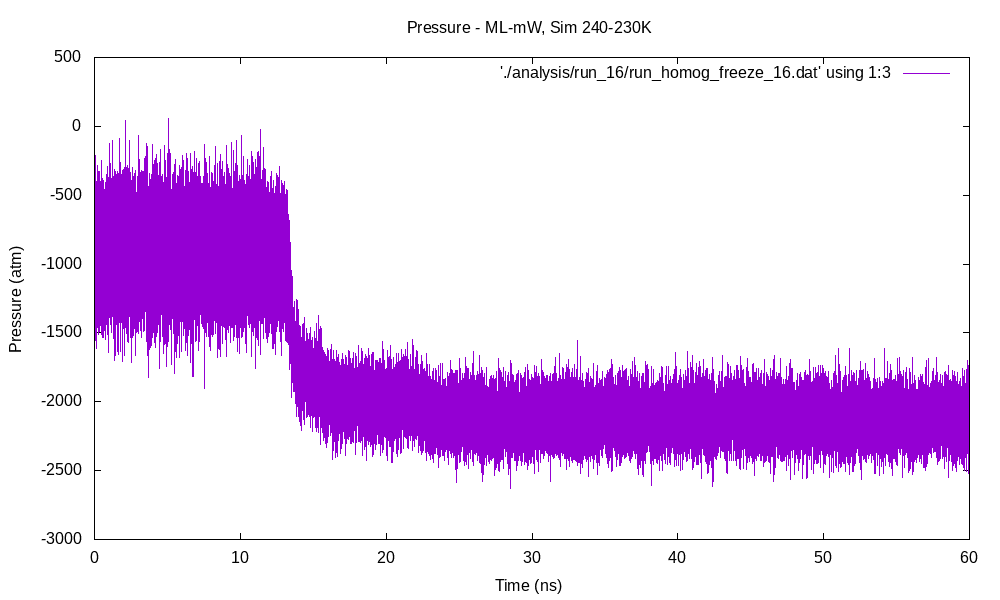 Pressure - ML-mW, Sim 240-230K
'./analysis/run_16/run_homog_freeze_16.dat' using 1:3
500
0
-500
-1000
-1500
-2000
-2500
-3000
Pressure (atm)
0 10 20 30 40 50 60
Time (ns)